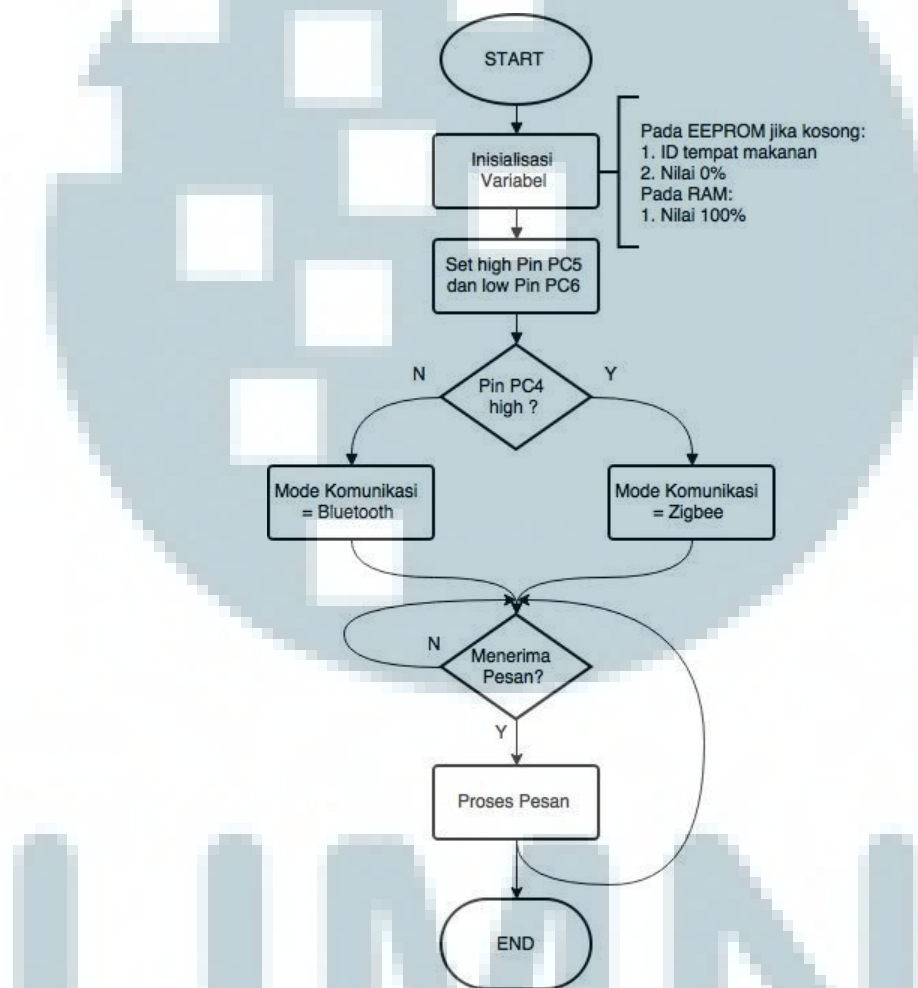 START
Inisialisasi
Variabel
Pada EEPROM jika kosong:
1. ID tempat makanan
2. Nilai 0%
Pada RAM:
1. Nilai 100%
Set high Pin PC5
dan low Pin PC6
Pin PC4
high ?
N
Y
Mode Komunikasi
= Bluetooth
Mode Komunikasi
= Zigbee
Menerima
Pesan?
N
Y
Proses Pesan
END